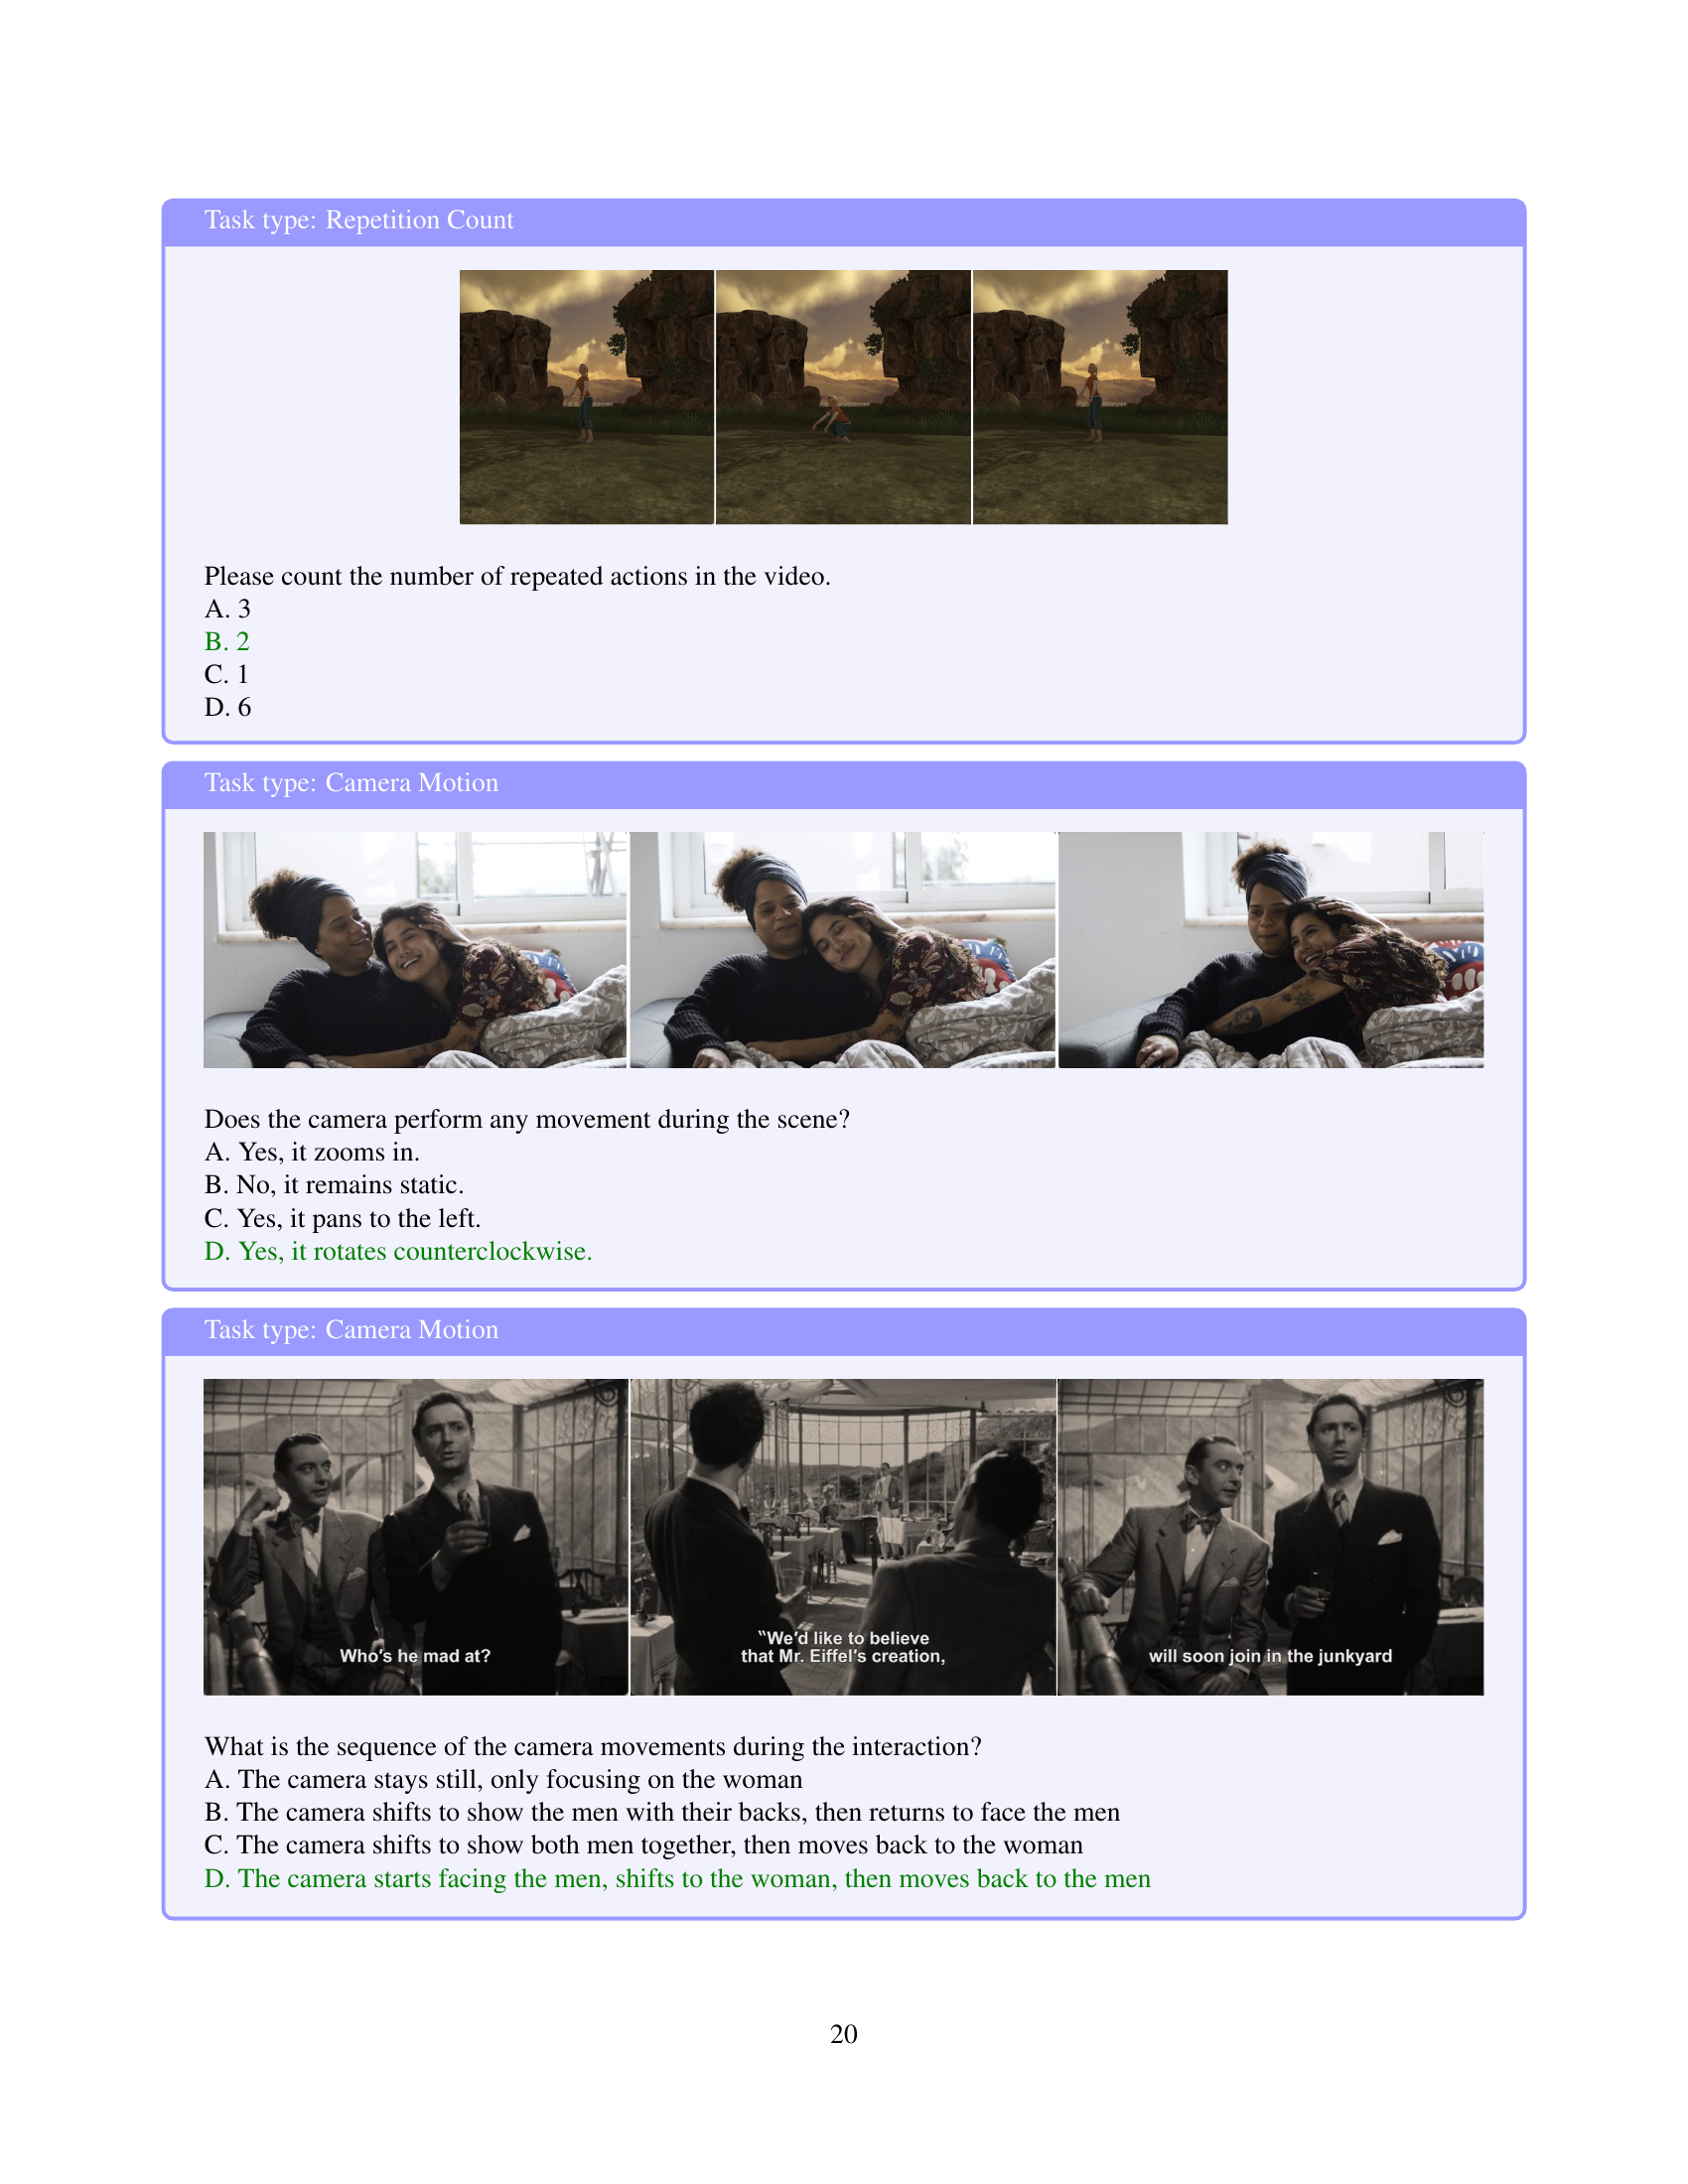 Task type: Repetition Count
Please count the number of repeated actions in the video.
A. 3
B. 2
C. 1
D. 6
Task type: Camera Motion
Does the camera perform any movement during the scene?
A. Yes, it zooms in.
B. No, it remains static.
C. Yes, it pans to the left.
D. Yes, it rotates counterclockwise.
Task type: Camera Motion
Who's he mad at?
"We'd like to believe
that Mr. Eiffel's creation,
will soon join in the junkyard
What is the sequence of the camera movements during the interaction?
A. The camera stays still, only focusing on the woman
B. The camera shifts to show the men with their backs, then returns to face the men
C. The camera shifts to show both men together, then moves back to the woman
D. The camera starts facing the men, shifts to the woman, then moves back to the men
20